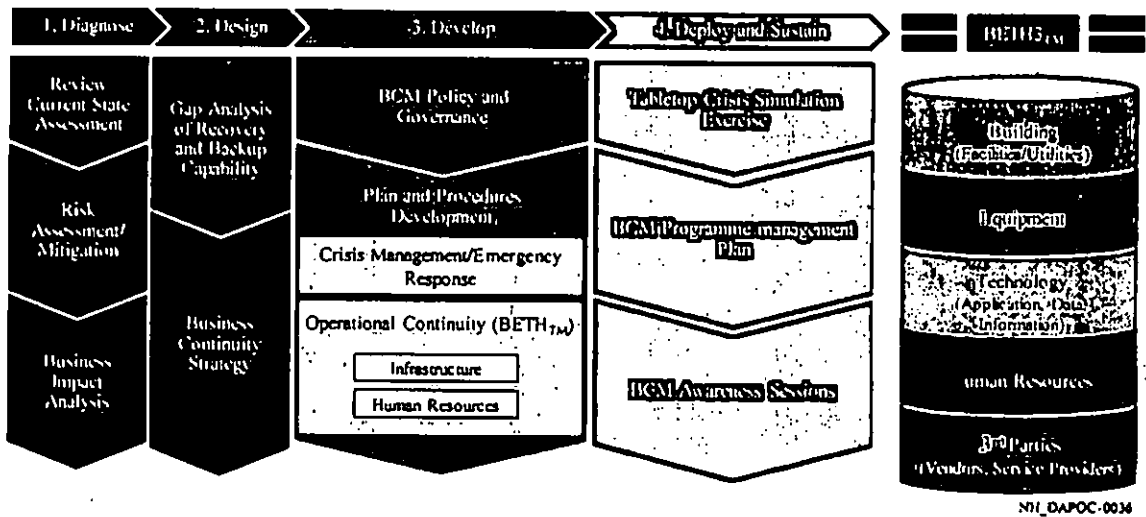 1. Diagnose
2. Design
3. Develop
4. Deploy and Sustain
BETH3TM
Review
Current State
Assessment
Risk
Assessment/
Mitigation
Business
Impact
Analysis
Gap Analysis
of Recovery
and Backup
Capability
Business
Continuity
Strategy
BCM Policy and
Governance
Plan and Procedures
Development
Crisis Management/Emergency
Response
Operational Continuity (BETHTM)
Infrastructure
Human Resources
Tabletop Crisis Simulation
Exercise
BCM Programme management
Plan
BCM Awareness Sessions
Building
(Facilities/Utilities)
Equipment
Technology
(Application, Data,
Information)
uman Resources
3rd Parties
(Vendors, Service Providers)
NH_DAPOC-0036